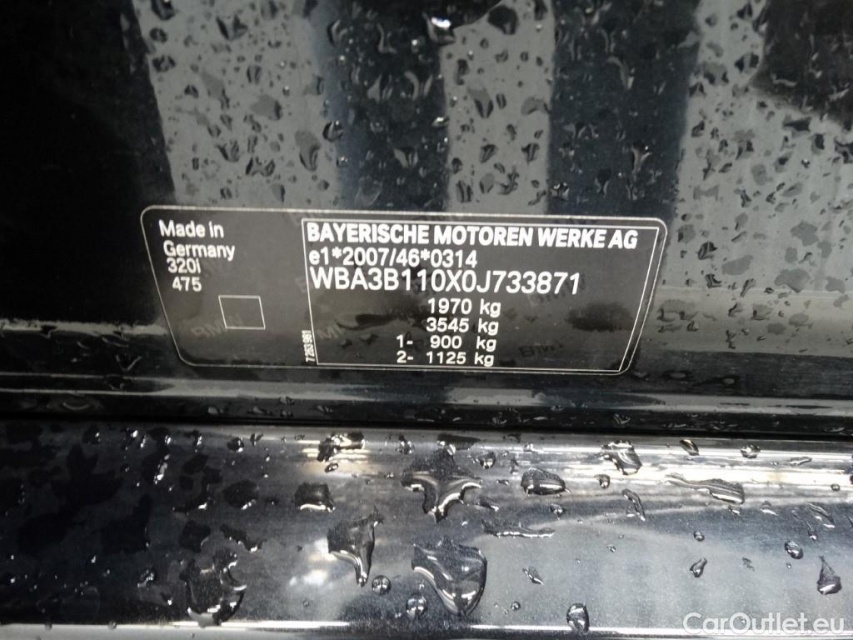 Made in
Germany
320i
475
BAYERISCHE MOTOREN WERKE AG
e1*2007/46*0314
WBA3B110X0J733871
1970 kg
3545 kg
1- 900 kg
2- 1125 kg
CarOutlet.eu